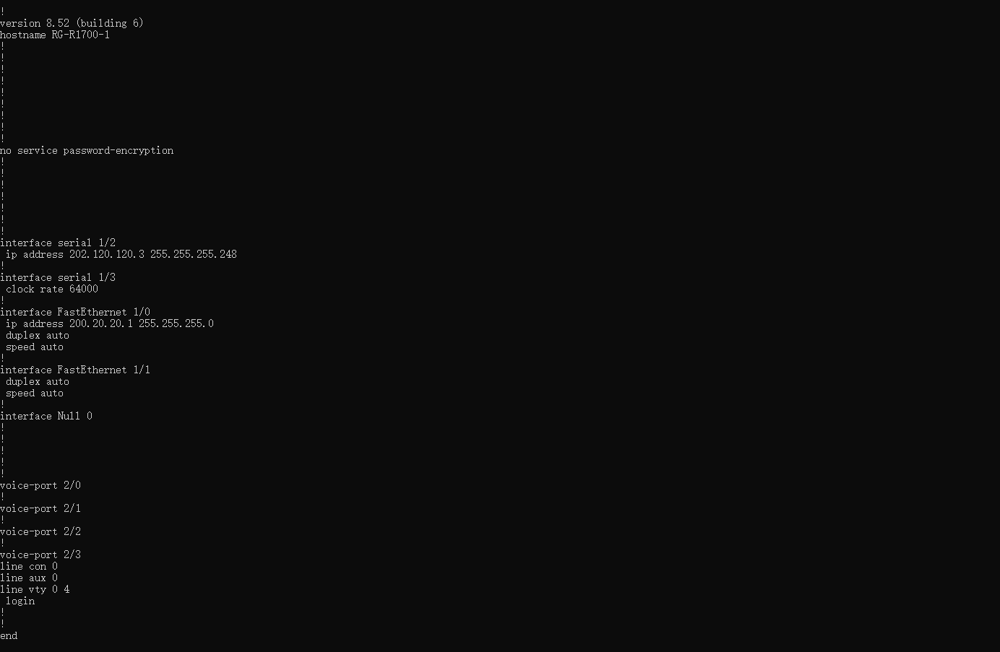 !
version 8.52 (building 6)
hostname RG-R1700-1
!
!
!
!
!
!
!
!
!
no service password-encryption
!
!
!
!
!
!
!
interface serial 1/2
 ip address 202.120.120.3 255.255.255.248
!
interface serial 1/3
 clock rate 64000
!
interface FastEthernet 1/0
 ip address 200.20.20.1 255.255.255.0
 duplex auto
 speed auto
!
interface FastEthernet 1/1
 duplex auto
 speed auto
!
interface Null 0
!
!
!
!
!
voice-port 2/0
!
voice-port 2/1
!
voice-port 2/2
!
voice-port 2/3
line con 0
line aux 0
line vty 0 4
 login
!
!
end